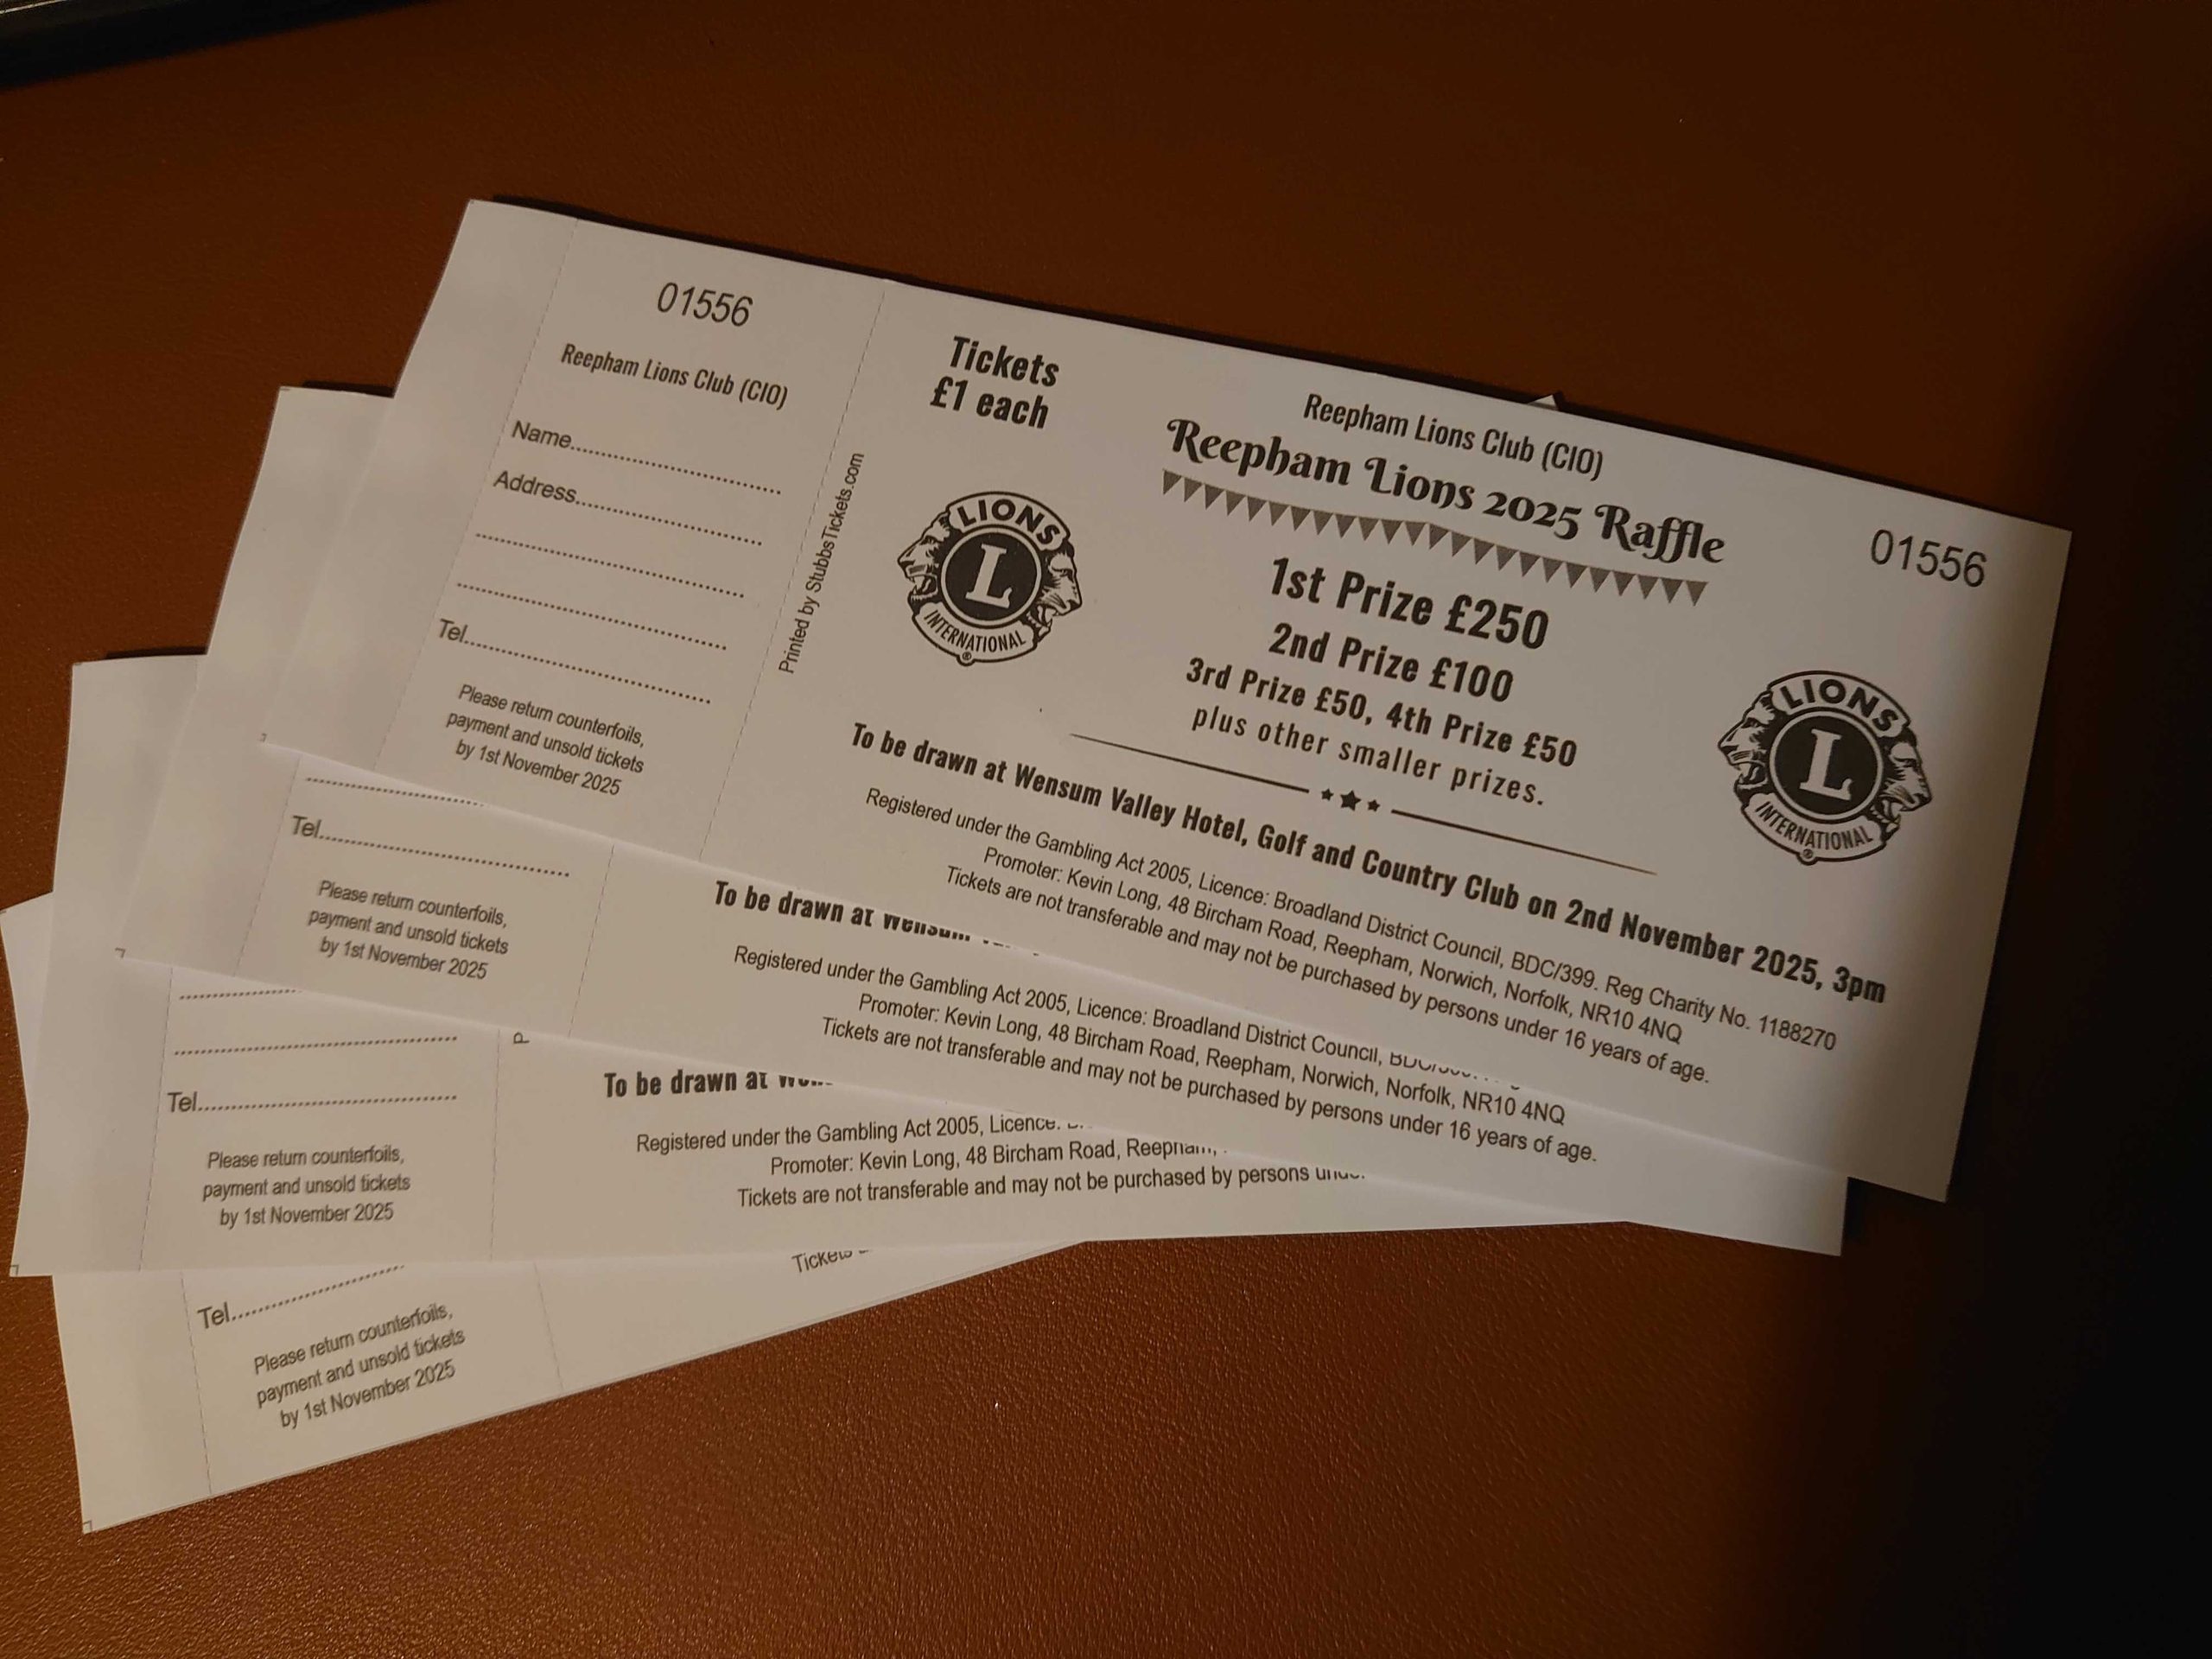 01556
Reepham Lions Club (CIO)
Name
Address
Tel
Please return counterfoils,
payment and unsold tickets
by 1st November 2025
Printed by StubbsTickets.com
Tickets
£1 each
LIONS
L
INTERNATIONAL
®
Reepham Lions Club (CIO)
Reepham Lions 2025 Raffle
01556
1st Prize £250
2nd Prize £100
3rd Prize £50, 4th Prize £50
plus other smaller prizes.
LIONS
L
INTERNATIONAL
®
To be drawn at Wensum Valley Hotel, Golf and Country Club on 2nd November 2025, 3pm
Registered under the Gambling Act 2005, Licence: Broadland District Council, BDC/399. Reg Charity No. 1188270
Promoter: Kevin Long, 48 Bircham Road, Reepham, Norwich, Norfolk, NR10 4NQ
Tickets are not transferable and may not be purchased by persons under 16 years of age.
Tel
Please return counterfoils,
payment and unsold tickets
by 1st November 2025
To be drawn at Wensum
Registered under the Gambling Act 2005, Licence: Broadland District Council,
Promoter: Kevin Long, 48 Bircham Road, Reepham, Norwich, Norfolk, NR10 4NQ
Tickets are not transferable and may not be purchased by persons under 16 years of age.
Tel
Please return counterfoils,
payment and unsold tickets
by 1st November 2025
P
To be drawn at
Registered under the Gambling Act 2005, Licence:
Promoter: Kevin Long, 48 Bircham Road, Reepham,
Tickets are not transferable and may not be purchased by persons
Tel
Please return counterfoils,
payment and unsold tickets
by 1st November 2025
Tickets